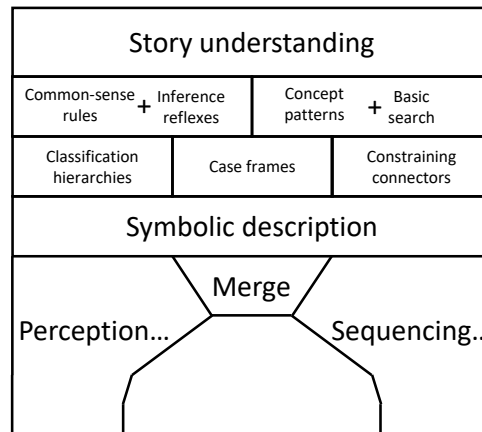 Story understanding
Common-sense rules + Inference reflexes
Concept patterns + Basic search
Classification hierarchies
Case frames
Constraining connectors
Symbolic description
Merge
Perception...
Sequencing..